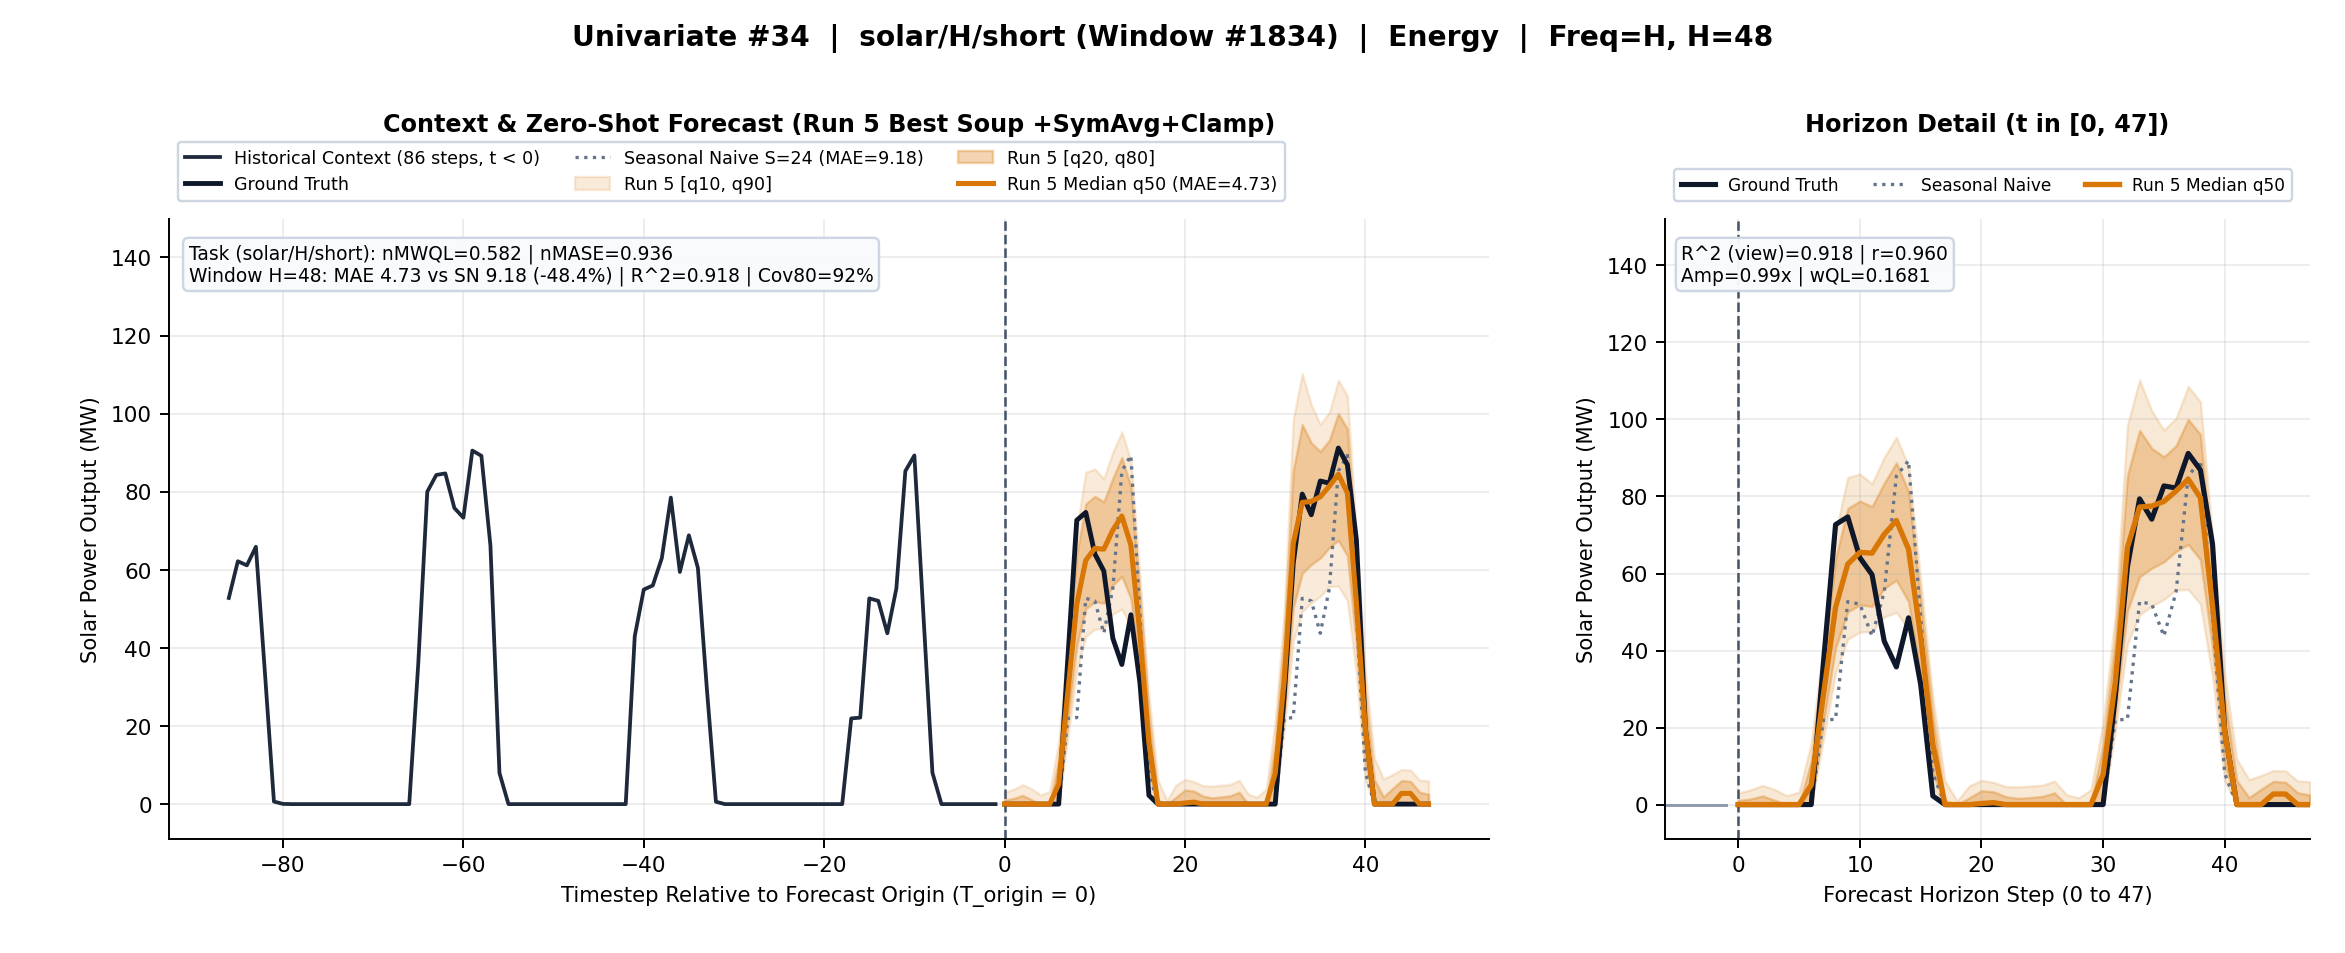 Univariate #34 | solar/H/short (Window #1834) | Energy | Freq=H, H=48
Context & Zero-Shot Forecast (Run 5 Best Soup +SymAvg+Clamp)
Historical Context (86 steps, t < 0)
Ground Truth
Seasonal Naive S=24 (MAE=9.18)
Run 5 [q10, q90]
Run 5 [q20, q80]
Run 5 Median q50 (MAE=4.73)
Task (solar/H/short): nMWQL=0.582 | nMASE=0.936
Window H=48: MAE 4.73 vs SN 9.18 (-48.4%) | R^2=0.918 | Cov80=92%
Solar Power Output (MW)
140
120
100
80
60
40
20
0
−80 −60 −40 −20 0 20 40
Timestep Relative to Forecast Origin (T_origin = 0)
Horizon Detail (t in [0, 47])
Ground Truth Seasonal Naive Run 5 Median q50
R^2 (view)=0.918 | r=0.960
Amp=0.99x | wQL=0.1681
Solar Power Output (MW)
140
120
100
80
60
40
20
0
0 10 20 30 40
Forecast Horizon Step (0 to 47)